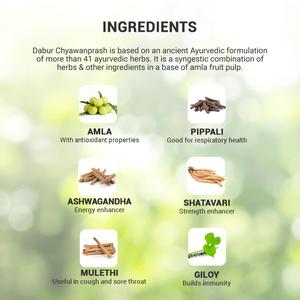 INGREDIENTS
Dabur Chyawanprash is based on an ancient Ayurvedic formulation
of more than 41 ayurvedic herbs. It is a syngestic combination of
herbs & other ingredients in a base of amla fruit pulp.
AMLA
With antioxidant properties
PIPPALI
Good for respiratory health
ASHWAGANDHA
Energy enhancer
SHATAVARI
Strength enhancer
MULETHI
Useful in cough and sore throat
GILOY
Builds immunity